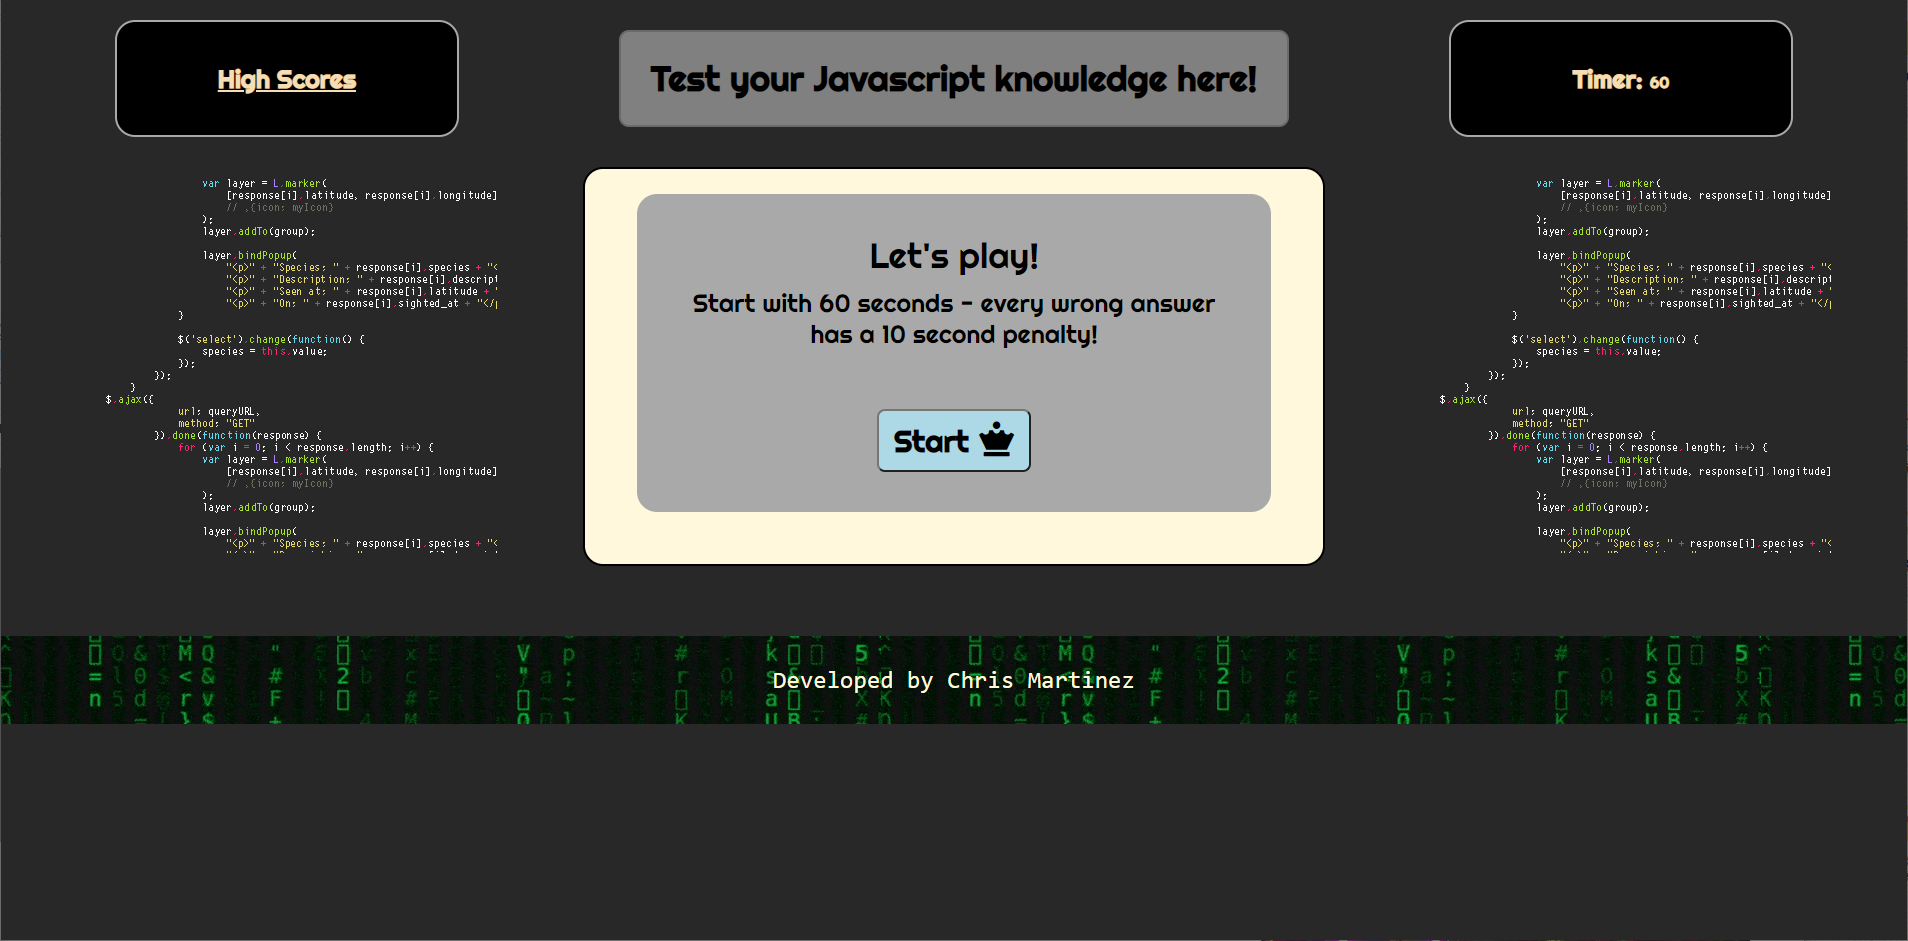 High Scores
Test your Javascript knowledge here!
Timer: 60
var layer = L.marker(
[response[i].latitude, response[i].longitude]
// ,{icon: myIcon}
);
layer.addTo(group);
layer.bindPopup(
"<p>" + "Species: " + response[i].species + "<
"<p>" + "Description: " + response[i].descript
"<p>" + "Seen at: " + response[i].latitude + "
"<p>" + "On: " + response[i].sighted_at + "</p
}
$('select').change(function() {
species = this.value;
});
});
}
$.ajax({
url: queryURL,
method: "GET"
}).done(function(response) {
for (var i = 0; i < response.length; i++) {
var layer = L.marker(
[response[i].latitude, response[i].longitude]
// ,{icon: myIcon}
);
layer.addTo(group);
layer.bindPopup(
"<p>" + "Species: " + response[i].species + "<
Let's play!
Start with 60 seconds - every wrong answer
has a 10 second penalty!
Start
var layer = L.marker(
[response[i].latitude, response[i].longitude]
// ,{icon: myIcon}
);
layer.addTo(group);
layer.bindPopup(
"<p>" + "Species: " + response[i].species + "<
"<p>" + "Description: " + response[i].descript
"<p>" + "Seen at: " + response[i].latitude + "
"<p>" + "On: " + response[i].sighted_at + "</p
}
$('select').change(function() {
species = this.value;
});
});
}
$.ajax({
url: queryURL,
method: "GET"
}).done(function(response) {
for (var i = 0; i < response.length; i++) {
var layer = L.marker(
[response[i].latitude, response[i].longitude]
// ,{icon: myIcon}
);
layer.addTo(group);
layer.bindPopup(
"<p>" + "Species: " + response[i].species + "<
Developed by Chris Martinez